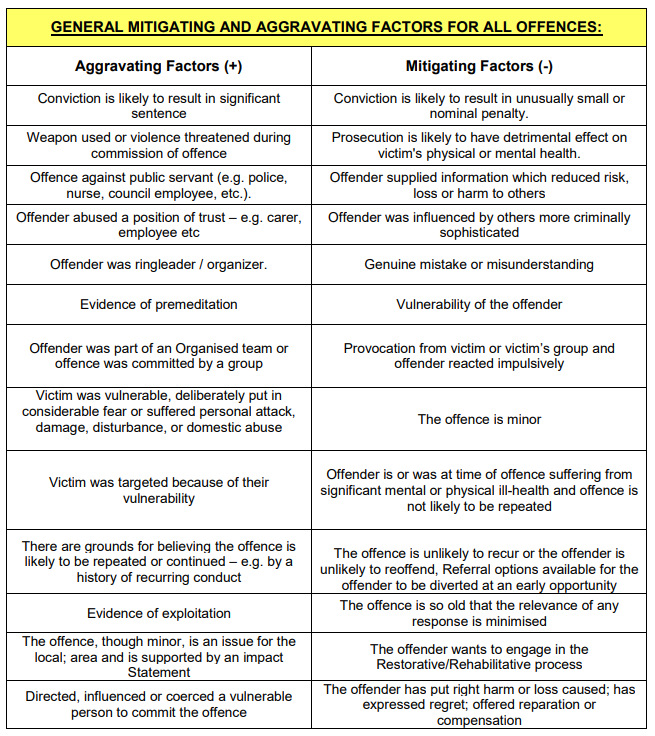 GENERAL MITIGATING AND AGGRAVATING FACTORS FOR ALL OFFENCES:
Aggravating Factors (+)
Mitigating Factors (-)
Conviction is likely to result in significant
sentence
Conviction is likely to result in unusually small or
nominal penalty.
Weapon used or violence threatened during
commission of offence
Prosecution is likely to have detrimental effect on
victim's physical or mental health.
Offence against public servant (e.g. police,
nurse, council employee, etc.).
Offender supplied information which reduced risk,
loss or harm to others
Offender abused a position of trust – e.g. carer,
employee etc
Offender was influenced by others more criminally
sophisticated
Offender was ringleader / organizer.
Genuine mistake or misunderstanding
Evidence of premeditation
Vulnerability of the offender
Offender was part of an Organised team or
offence was committed by a group
Provocation from victim or victim’s group and
offender reacted impulsively
Victim was vulnerable, deliberately put in
considerable fear or suffered personal attack,
damage, disturbance, or domestic abuse
The offence is minor
Victim was targeted because of their
vulnerability
Offender is or was at time of offence suffering from
significant mental or physical ill-health and offence is
not likely to be repeated
There are grounds for believing the offence is
likely to be repeated or continued – e.g. by a
history of recurring conduct
The offence is unlikely to recur or the offender is
unlikely to reoffend, Referral options available for the
offender to be diverted at an early opportunity
Evidence of exploitation
The offence is so old that the relevance of any
response is minimised
The offence, though minor, is an issue for the
local; area and is supported by an impact
Statement
The offender wants to engage in the
Restorative/Rehabilitative process
Directed, influenced or coerced a vulnerable
person to commit the offence
The offender has put right harm or loss caused; has
expressed regret; offered reparation or
compensation